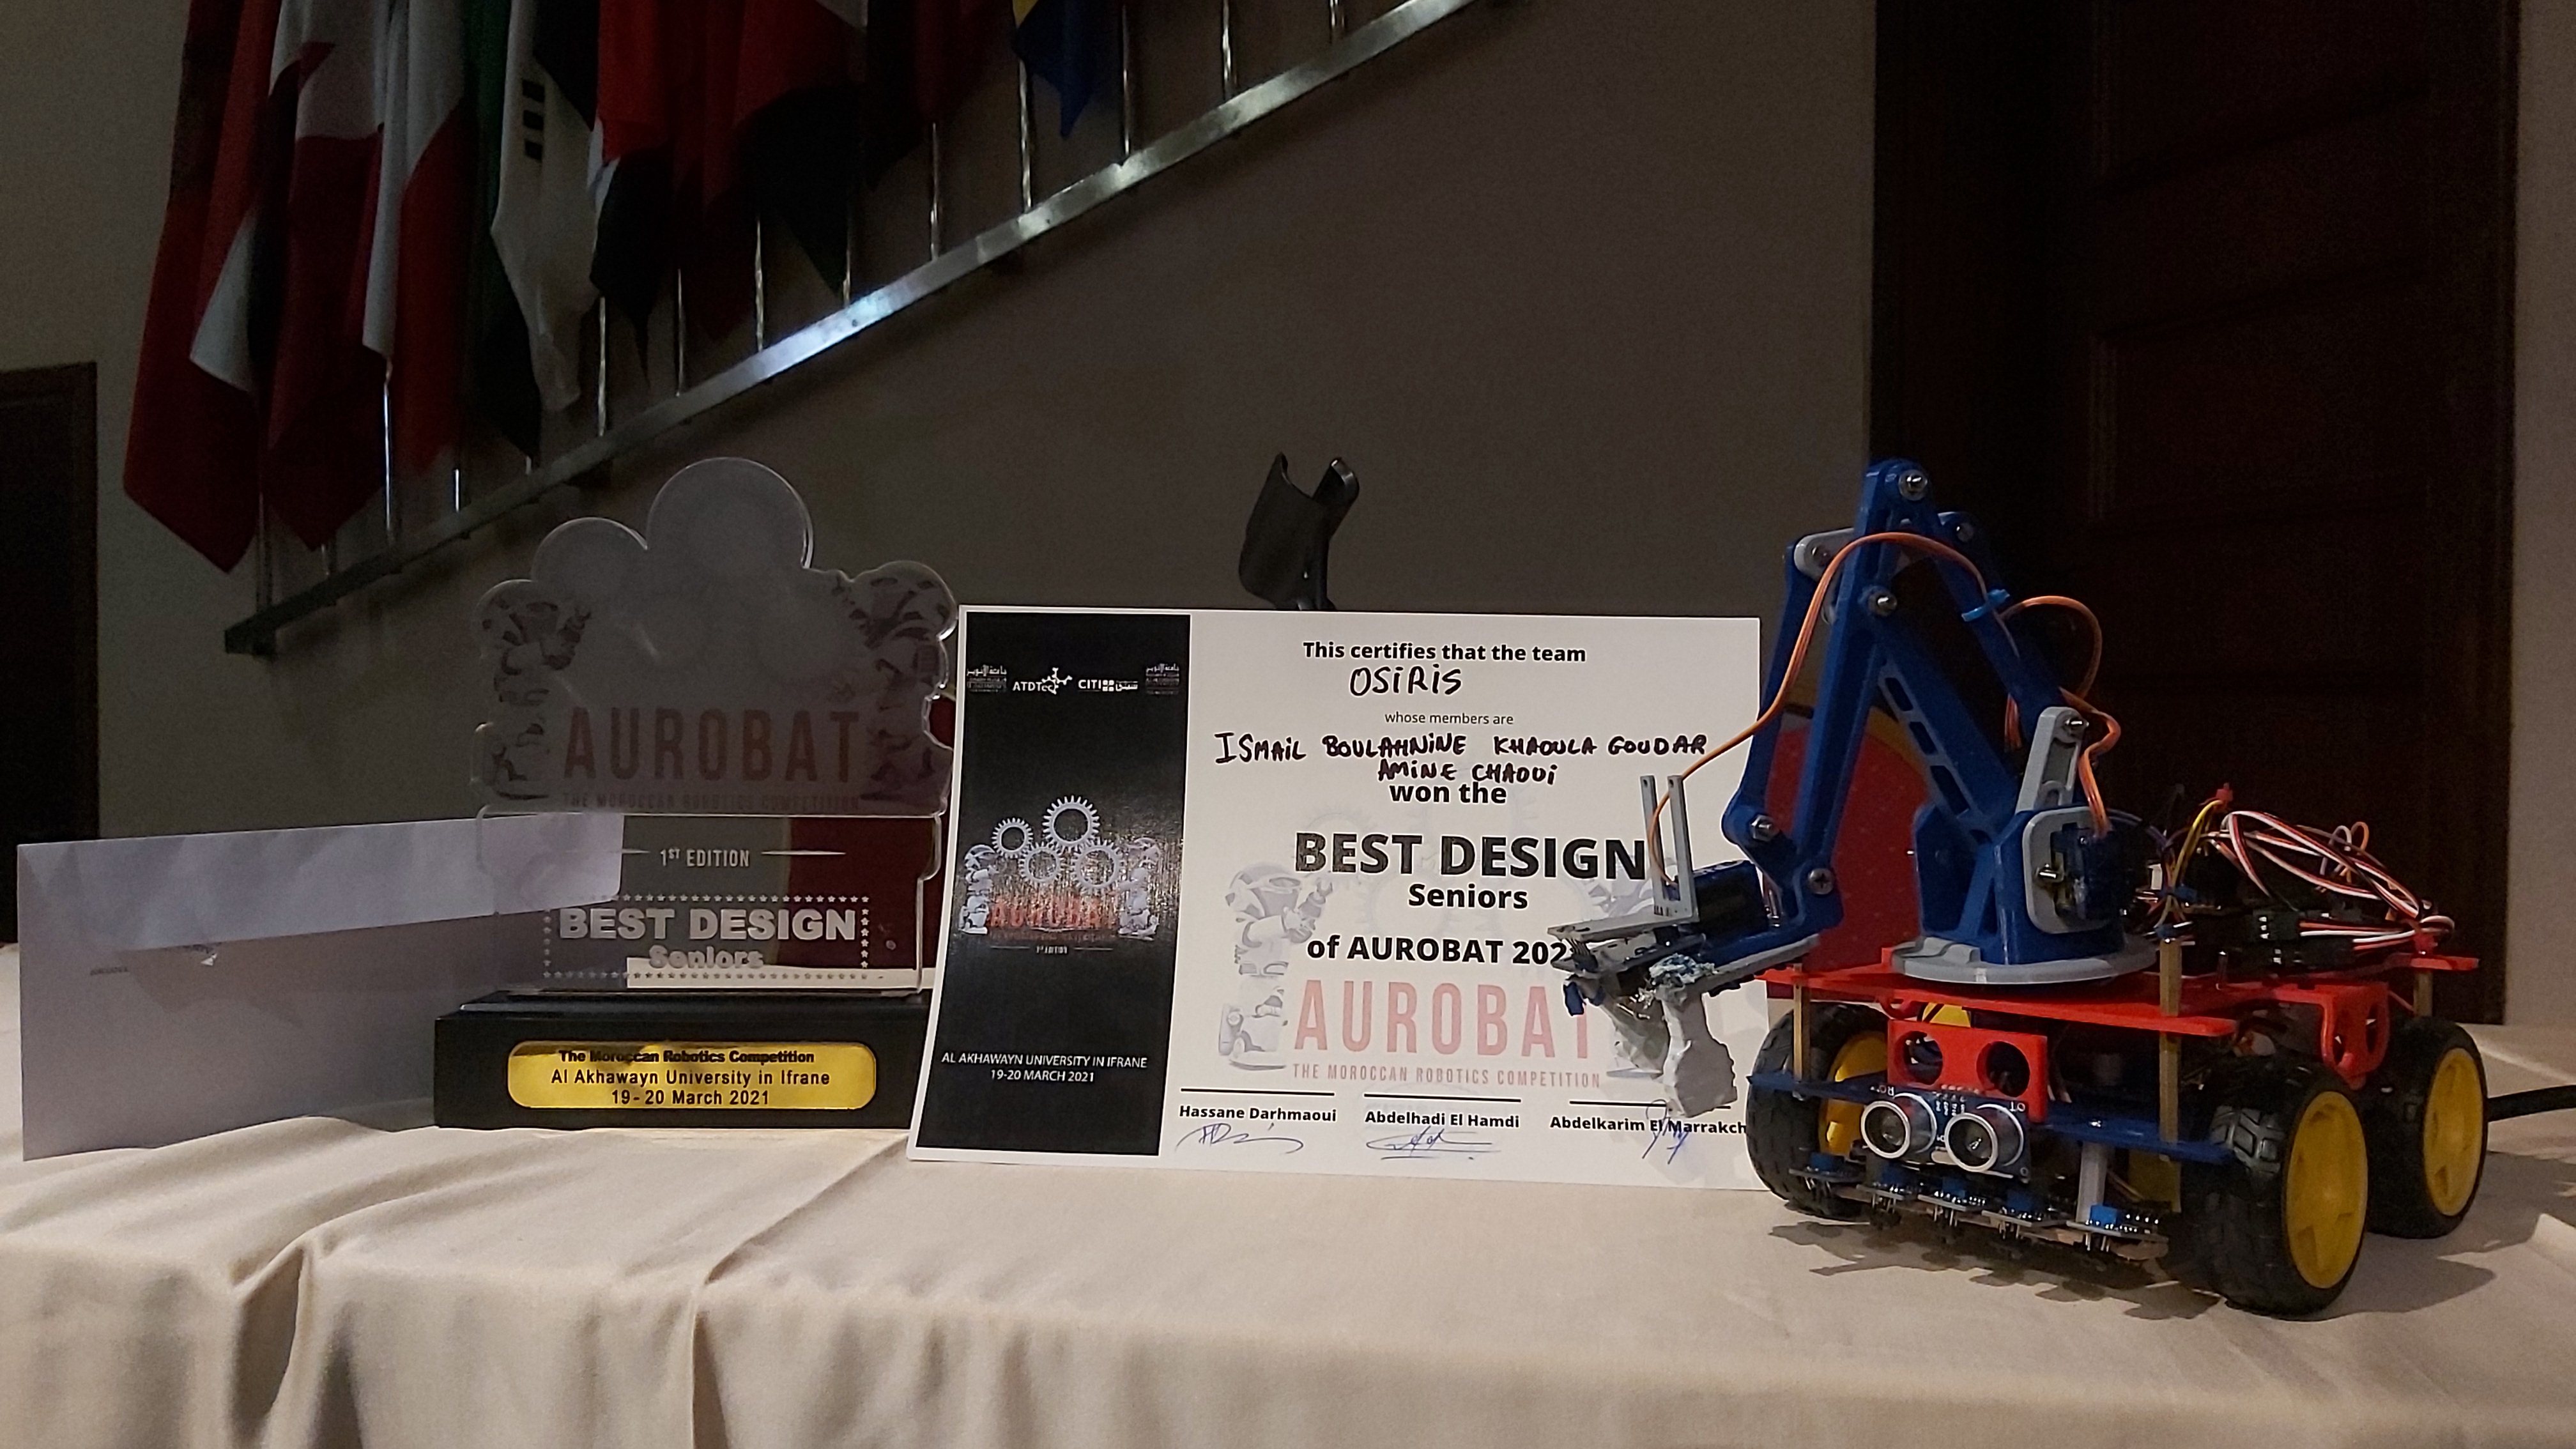 AUROBAT
THE MOROCCAN ROBOTICS COMPETITION
1ST EDITION
BEST DESIGN
Seniors
The Moroccan Robotics Competition
Al Akhawayn University in Ifrane
19-20 March 2021
ATDTec CITI
AUROBAT
1ST EDITION
AL AKHAWAYN UNIVERSITY IN IFRANE
19-20 MARCH 2021
This certifies that the team
OSIRIS
whose members are
ISMAIL BOULAHNINE KHAOULA GOUDAR
AMINE CHAOUI
won the
BEST DESIGN
Seniors
of AUROBAT 202
AUROBAT
THE MOROCCAN ROBOTICS COMPETITION
Hassane Darhmaoui Abdelhadi El Hamdi Abdelkarim El Marrakch